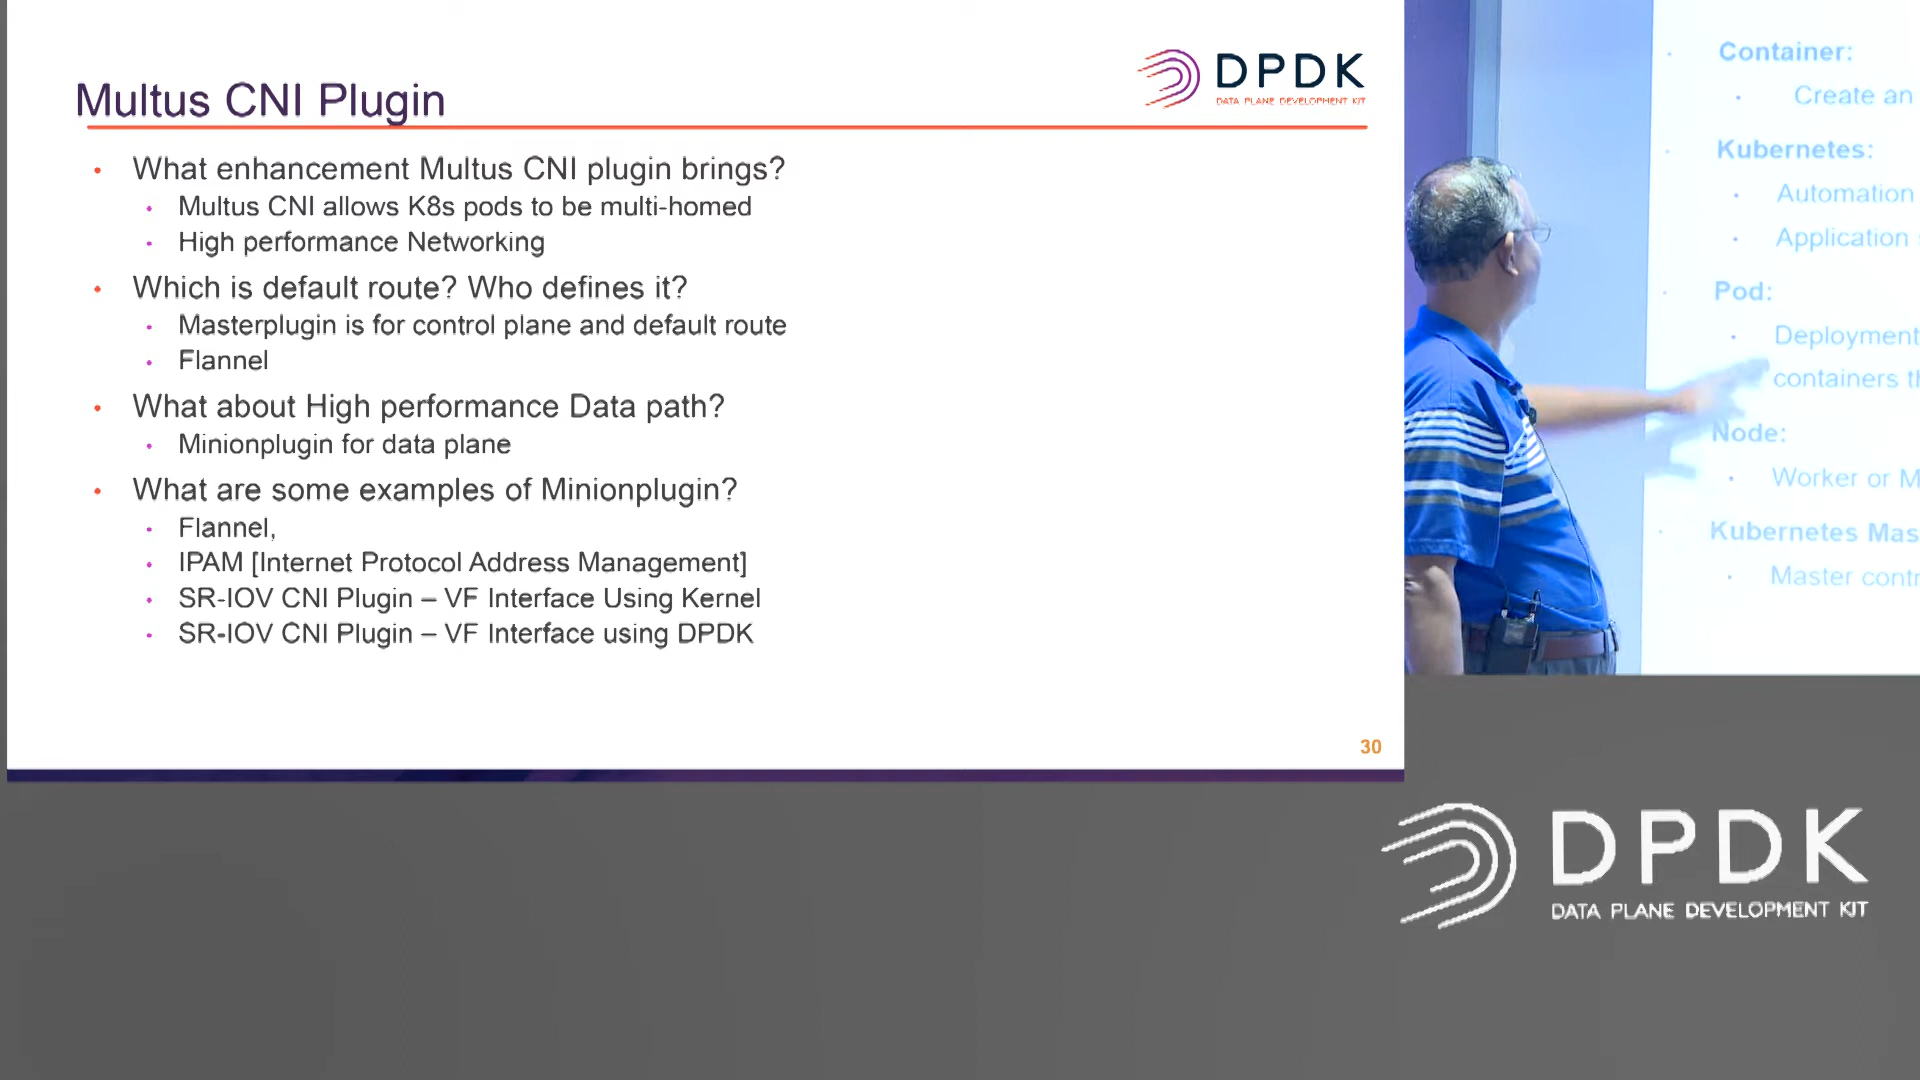 Multus CNI Plugin
DPDK
DATA PLANE DEVELOPMENT KIT
What enhancement Multus CNI plugin brings?
Multus CNI allows K8s pods to be multi-homed
High performance Networking
Which is default route? Who defines it?
Masterplugin is for control plane and default route
Flannel
What about High performance Data path?
Minionplugin for data plane
What are some examples of Minionplugin?
Flannel,
IPAM [Internet Protocol Address Management]
SR-IOV CNI Plugin – VF Interface Using Kernel
SR-IOV CNI Plugin – VF Interface using DPDK
30
Container:
Create an
Kubernetes:
Automation
Application
Pod:
Deployment
containers
Node:
Worker or
Kubernetes
Master
DPDK
DATA PLANE DEVELOPMENT KIT